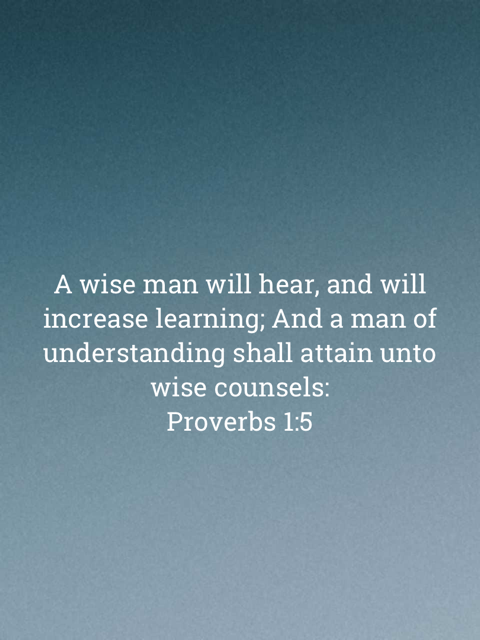 A wise man will hear, and will
increase learning; And a man of
understanding shall attain unto
wise counsels:
Proverbs 1:5